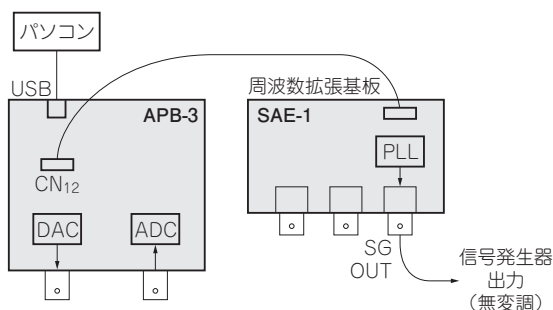 パソコン
USB
周波数拡張基板
APB-3
SAE-1
PLL
CN12
DAC
ADC
SG
OUT
信号発生器
出力
(無変調)